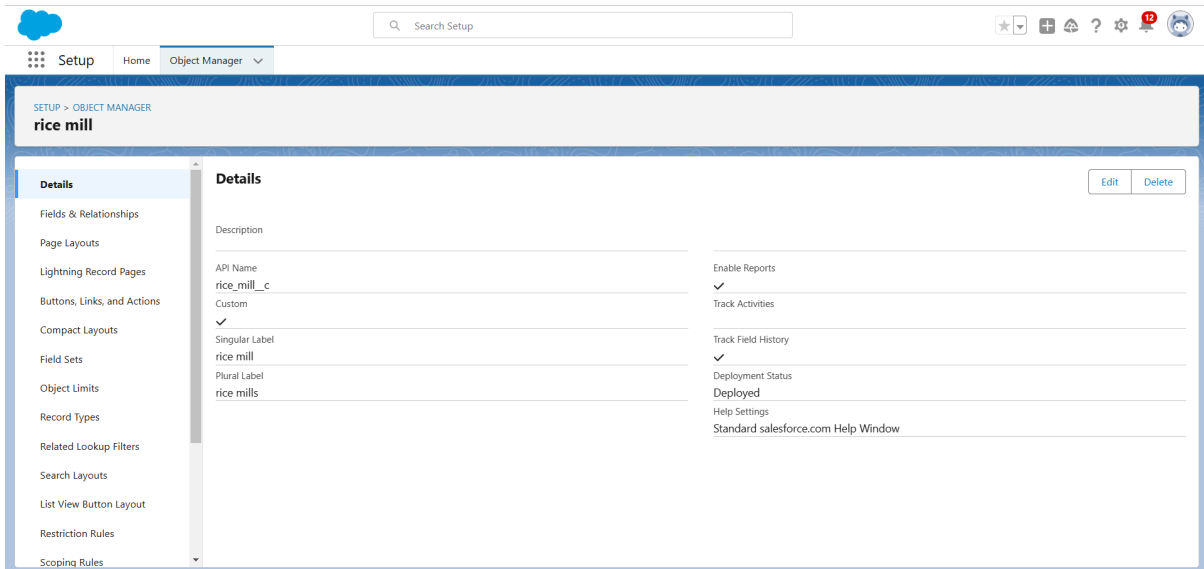 Search Setup
12
Setup
Home
Object Manager
SETUP > OBJECT MANAGER
rice mill
Details
Fields & Relationships
Page Layouts
Lightning Record Pages
Buttons, Links, and Actions
Compact Layouts
Field Sets
Object Limits
Record Types
Related Lookup Filters
Search Layouts
List View Button Layout
Restriction Rules
Scoping Rules
Details
Edit
Delete
Description
API Name
rice_mill__c
Custom
Singular Label
rice mill
Plural Label
rice mills
Enable Reports
Track Activities
Track Field History
Deployment Status
Deployed
Help Settings
Standard salesforce.com Help Window